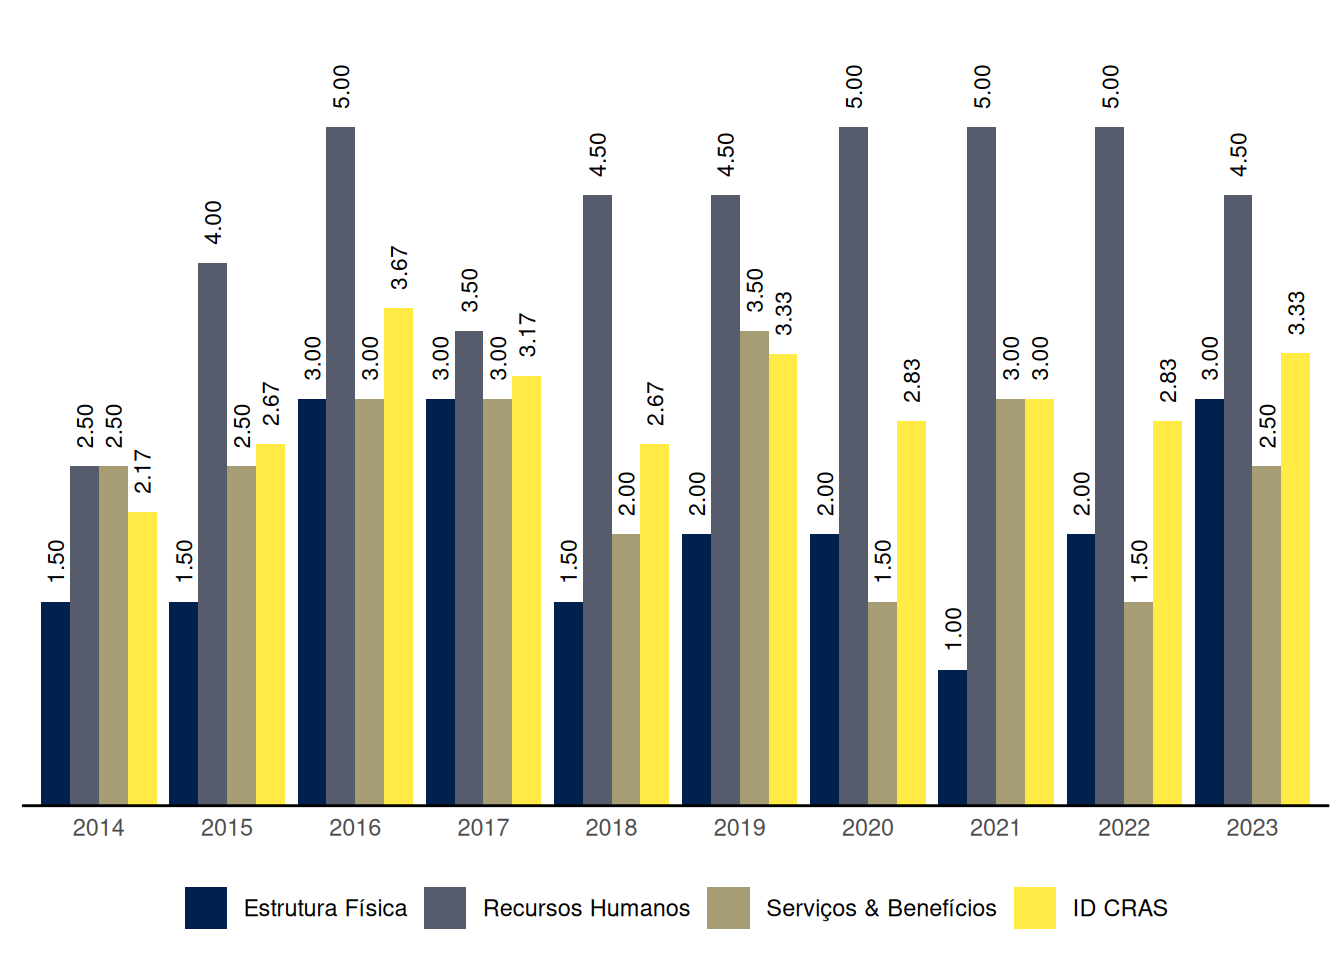 1.50 2.50 2.50 2.17
1.50 4.00 2.50 2.67
3.00 5.00 3.00 3.67
3.00 3.50 3.00 3.17
1.50 4.50 2.00 2.67
2.00 4.50 3.50 3.33
2.00 5.00 1.50 2.83
1.00 5.00 3.00 3.00
2.00 5.00 1.50 2.83
3.00 4.50 2.50 3.33
2014 2015 2016 2017 2018 2019 2020 2021 2022 2023
Estrutura Física Recursos Humanos Serviços & Benefícios ID CRAS